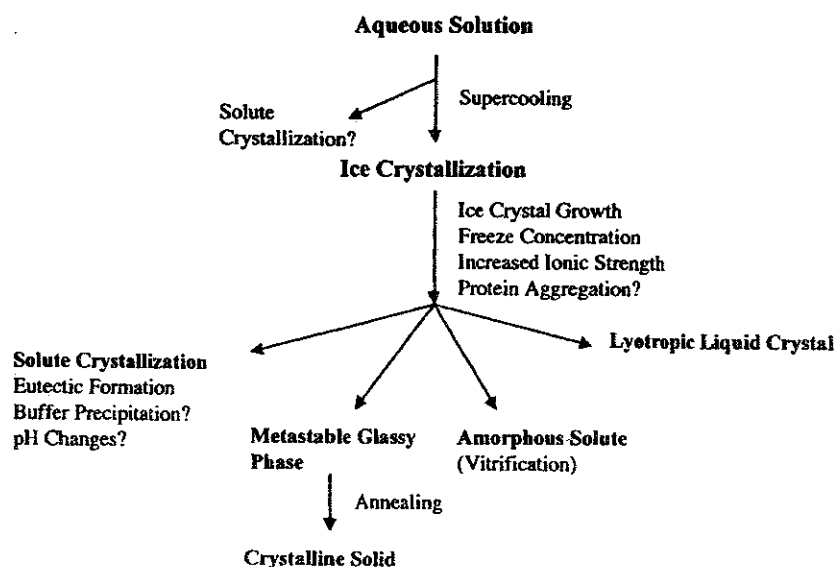 Aqueous Solution
Supercooling
Solute
Crystallization?
Ice Crystallization
Ice Crystal Growth
Freeze Concentration
Increased Ionic Strength
Protein Aggregation?
Lyotropic Liquid Crystal
Solute Crystallization
Eutectic Formation
Buffer Precipitation?
pH Changes?
Metastable Glassy
Phase
Amorphous Solute
(Vitrification)
Annealing
Crystalline Solid